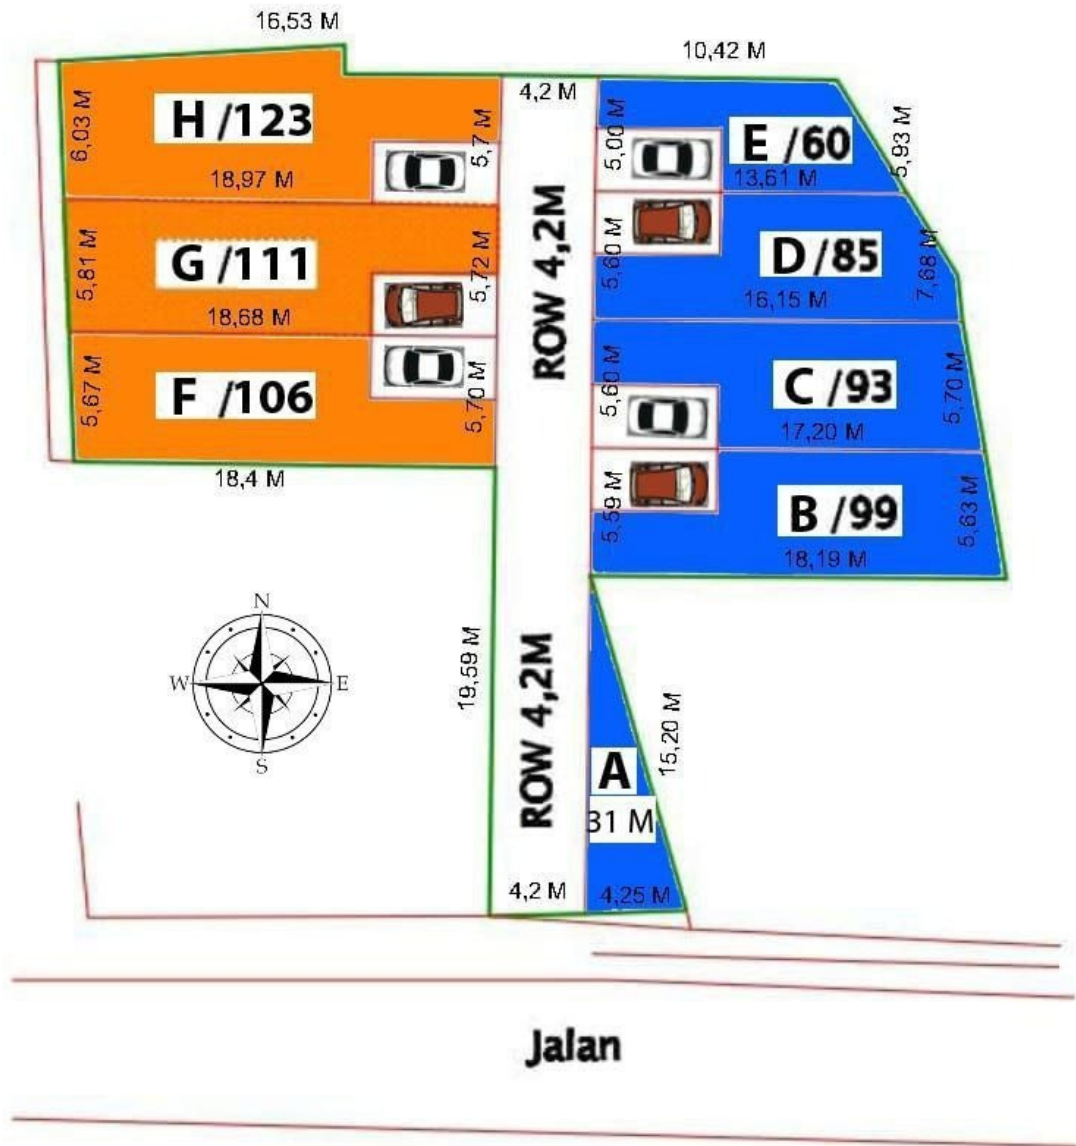 16,53 M
10,42 M
4,2 M
6,03 M
H /123
5,7 M
18,97 M
5,00 M
E /60
5,93 M
13,61 M
5,81 M
G /111
5,72 M
18,68 M
ROW 4,2M
5,60 M
D /85
7,68 M
16,15 M
5,67 M
F /106
5,70 M
18,4 M
5,60 M
C /93
5,70 M
17,20 M
5,59 M
B /99
5,63 M
18,19 M
N
W
E
S
19,59 M
ROW 4,2M
15,20 M
A
31 M
4,2 M
4,25 M
Jalan